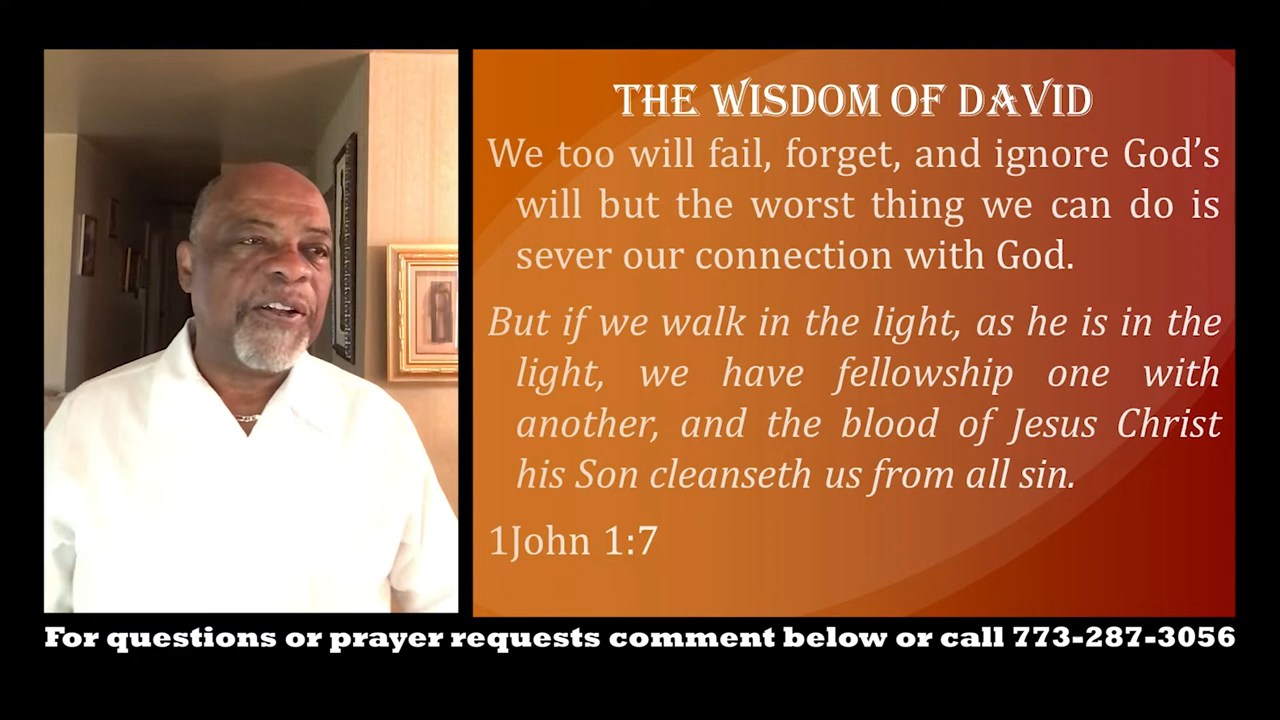 THE WISDOM OF DAVID
We too will fail, forget, and ignore God’s
will but the worst thing we can do is
sever our connection with God.
But if we walk in the light, as he is in the
light, we have fellowship one with
another, and the blood of Jesus Christ
his Son cleanseth us from all sin.
1John 1:7
For questions or prayer requests comment below or call 773-287-3056